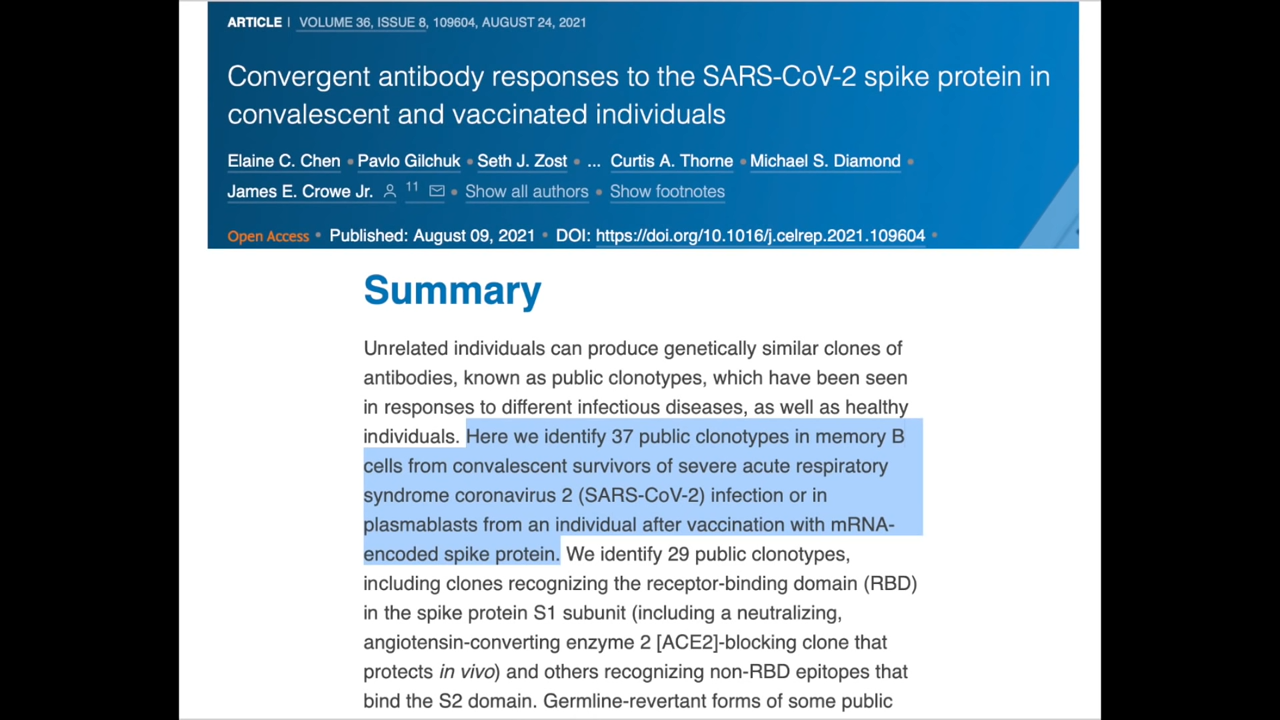 ARTICLE | VOLUME 36, ISSUE 8, 109604, AUGUST 24, 2021
Convergent antibody responses to the SARS-CoV-2 spike protein in
convalescent and vaccinated individuals
Elaine C. Chen • Pavlo Gilchuk • Seth J. Zost • ... Curtis A. Thorne • Michael S. Diamond •
James E. Crowe Jr. 11 • Show all authors • Show footnotes
Open Access • Published: August 09, 2021 • DOI: https://doi.org/10.1016/j.celrep.2021.109604 •
Summary
Unrelated individuals can produce genetically similar clones of
antibodies, known as public clonotypes, which have been seen
in responses to different infectious diseases, as well as healthy
individuals. Here we identify 37 public clonotypes in memory B
cells from convalescent survivors of severe acute respiratory
syndrome coronavirus 2 (SARS-CoV-2) infection or in
plasmablasts from an individual after vaccination with mRNA-
encoded spike protein. We identify 29 public clonotypes,
including clones recognizing the receptor-binding domain (RBD)
in the spike protein S1 subunit (including a neutralizing,
angiotensin-converting enzyme 2 [ACE2]-blocking clone that
protects in vivo) and others recognizing non-RBD epitopes that
bind the S2 domain. Germline-revertant forms of some public